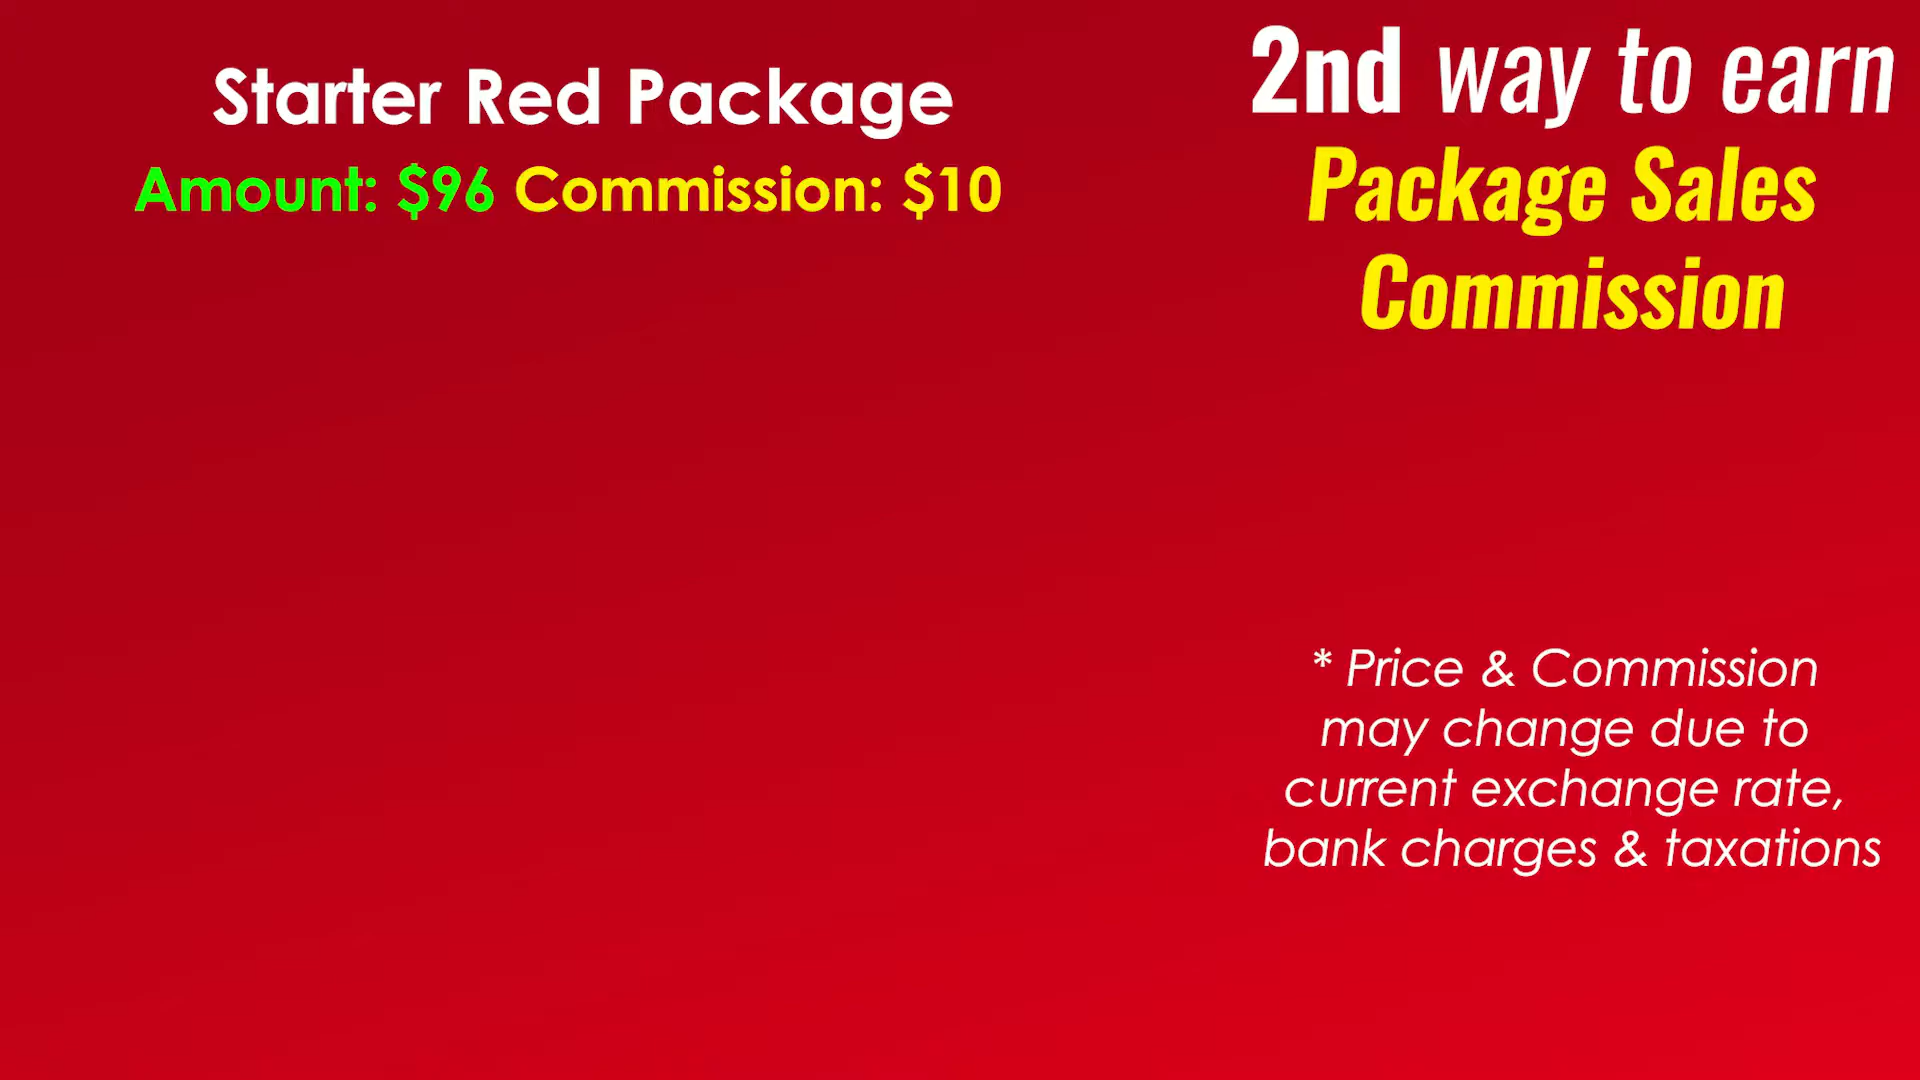 Starter Red Package
Amount: $96 Commission: $10
2nd way to earn
Package Sales
Commission
* Price & Commission
may change due to
current exchange rate,
bank charges & taxations